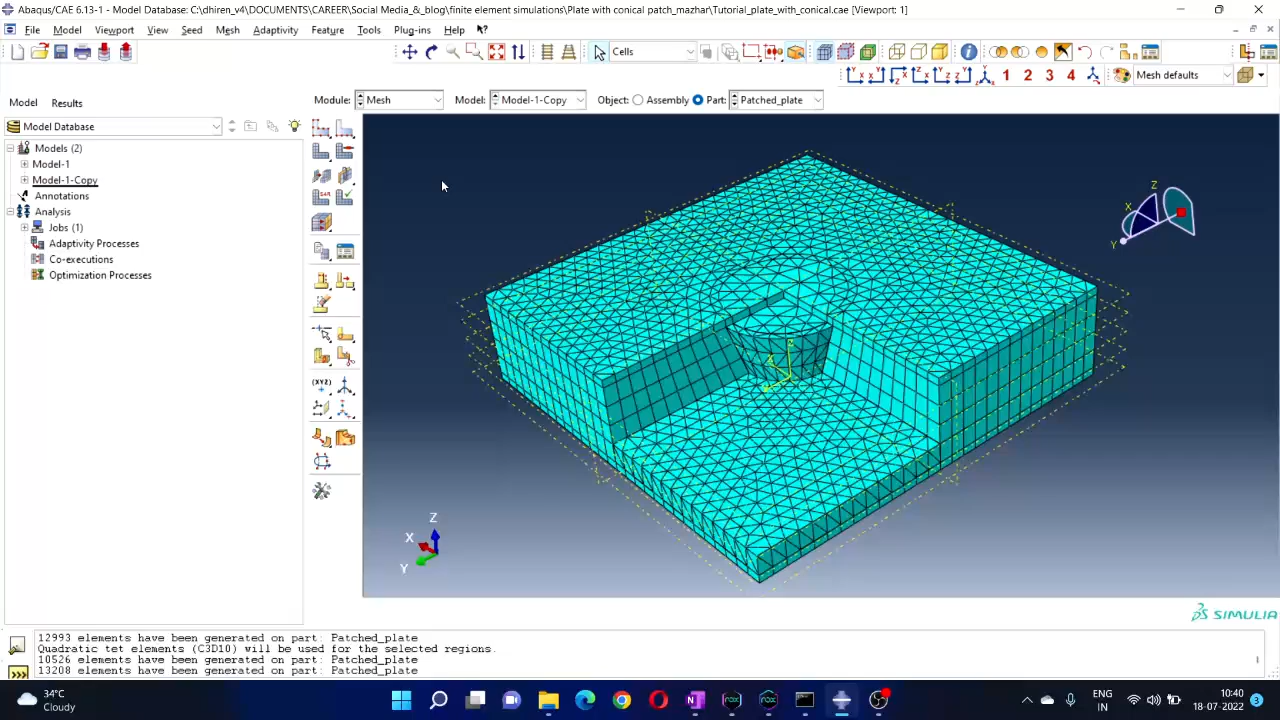 Abaqus/CAE 6.13-1 - Model Database: C:\dhiren_v4\DOCUMENTS\CAREER\Social Media_&_blog\finite element simulations\Plate with conical patch_mazhar\Tutorial_plate_with_conical.cae [Viewport: 1]
File Model Viewport View Seed Mesh Adaptivity Feature Tools Plug-ins Help
Cells
1 2 3 4 Mesh defaults
Model Results Module: Mesh Model: Model-1-Copy Object: Assembly Part: Patched_plate
Model Database
Models (2)
Model-1
Model-1-Copy
Annotations
Analysis
Jobs (1)
Adaptivity Processes
Co-executions
Optimization Processes
(XYZ)
Z
X
Y
Z
X
Y
SIMULIA
12993 elements have been generated on part: Patched_plate
Quadratic tet elements (C3D10) will be used for the selected regions.
10526 elements have been generated on part: Patched_plate
13208 elements have been generated on part: Patched_plate
>>>
34°C
Cloudy
ENG
IN
10:40
18-07-2022
3